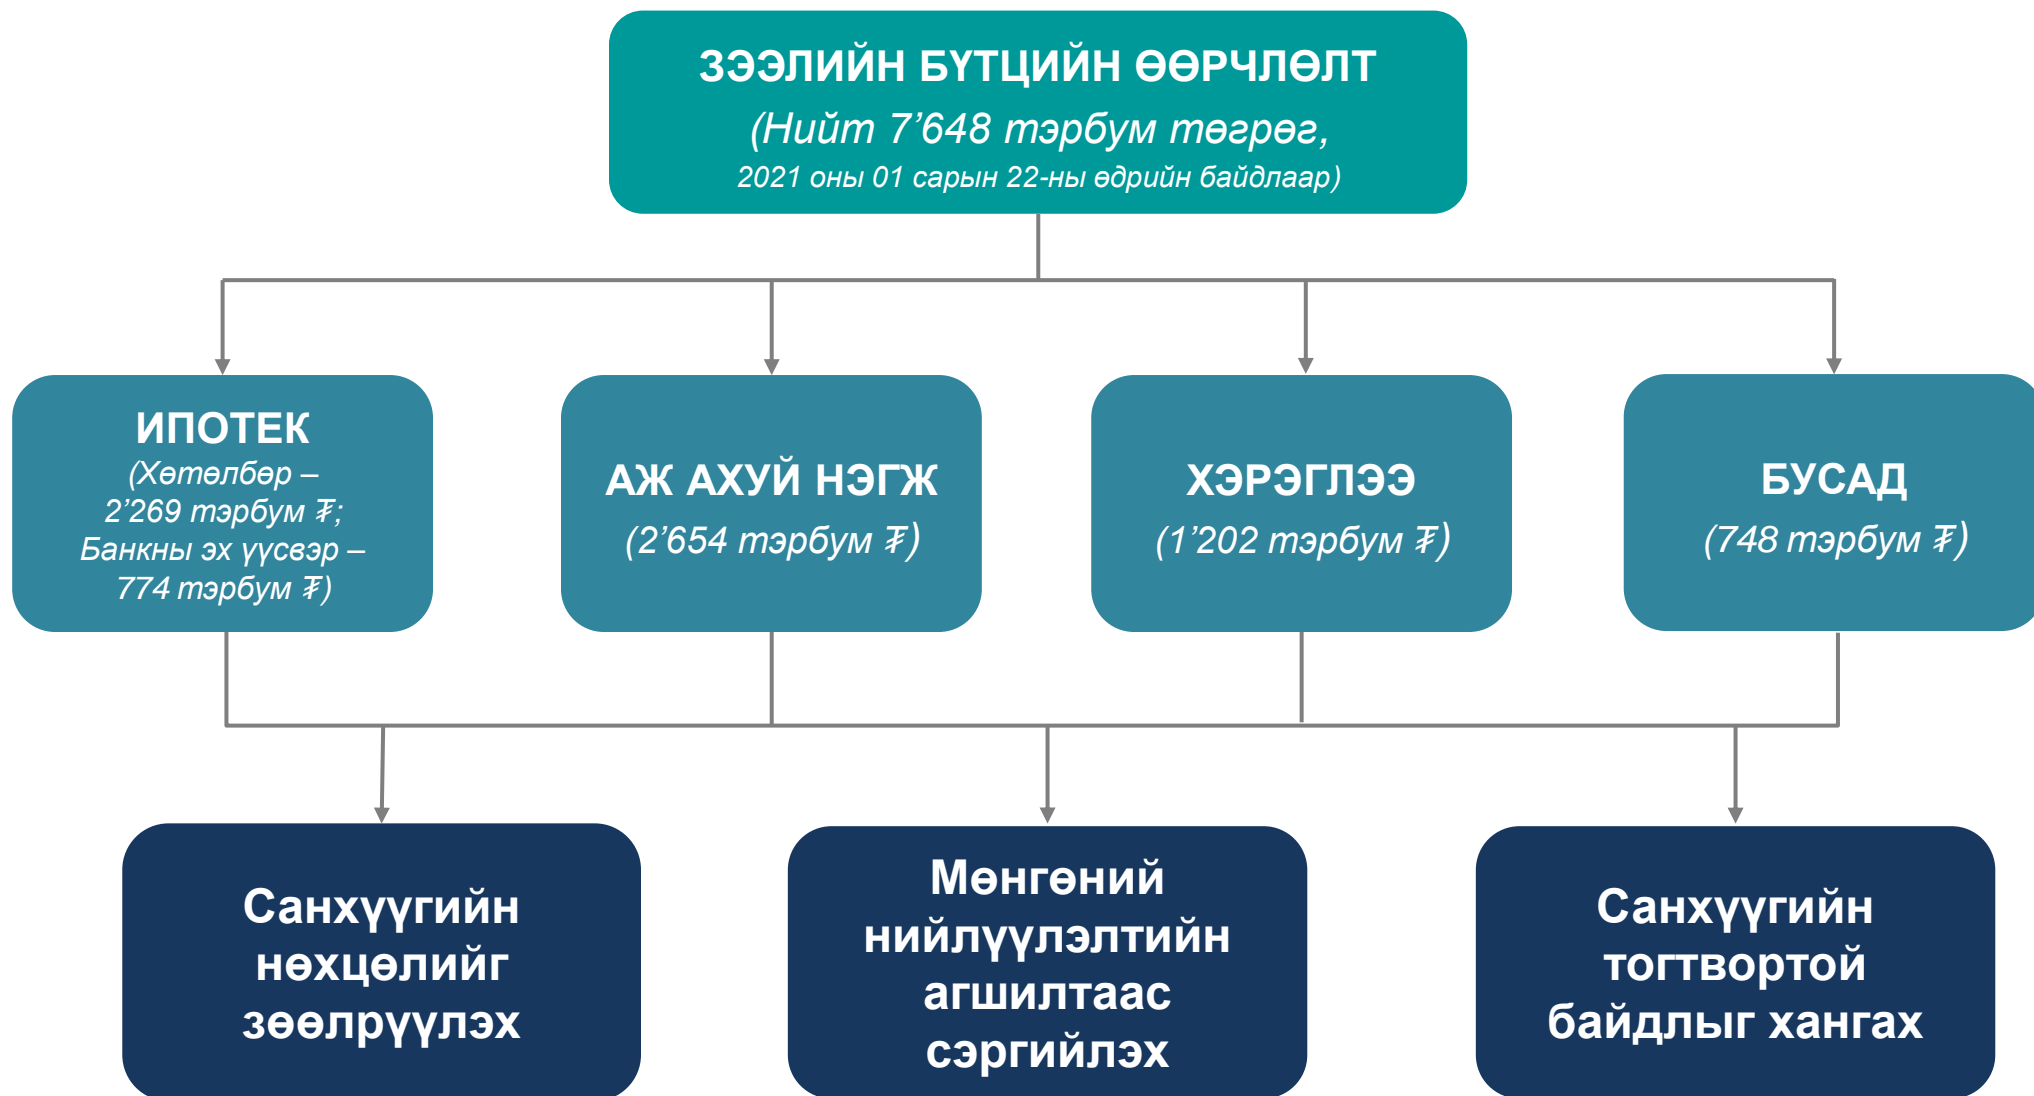 ЗЭЭЛИЙН БҮТЦИЙН ӨӨРЧЛӨЛТ
(Нийт 7’648 тэрбум төгрөг,
2021 оны 01 сарын 22-ны өдрийн байдлаар)
ИПОТЕК
(Хөтөлбөр –
2’269 тэрбум ₮;
Банкны эх үүсвэр –
774 тэрбум ₮)
АЖ АХУЙ НЭГЖ
(2’654 тэрбум ₮)
ХЭРЭГЛЭЭ
(1’202 тэрбум ₮)
БУСАД
(748 тэрбум ₮)
Санхүүгийн
нөхцөлийг
зөөлрүүлэх
Мөнгөний
нийлүүлэлтийн
агшилтаас
сэргийлэх
Санхүүгийн
тогтвортой
байдлыг хангах